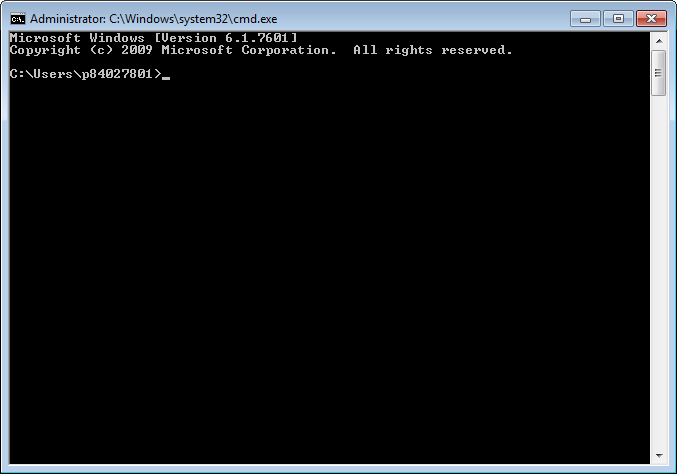 Administrator: C:\Windows\system32\cmd.exe
Microsoft Windows [Version 6.1.7601]
Copyright (c) 2009 Microsoft Corporation.  All rights reserved.
C:\Users\p84027801>_